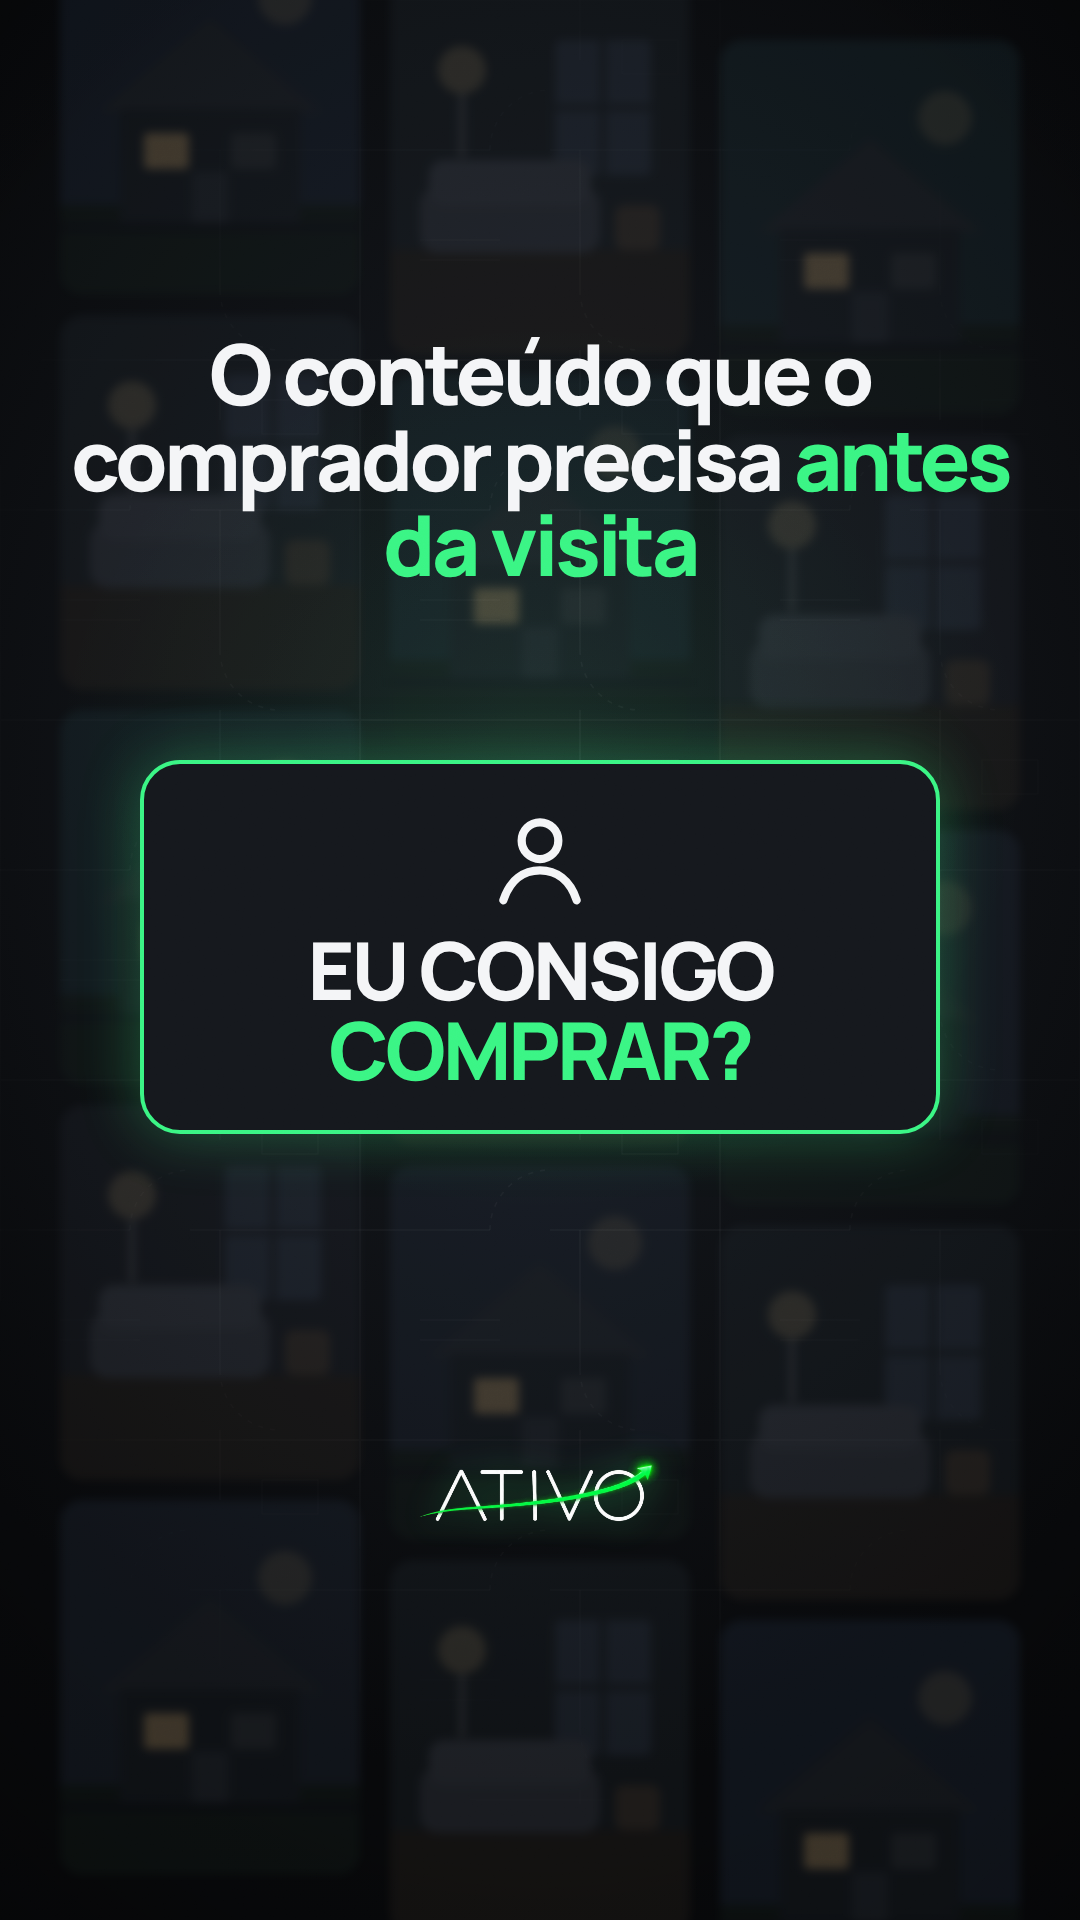 O conteúdo que o
comprador precisa antes
da visita
EU CONSIGO
COMPRAR?
ATIVO